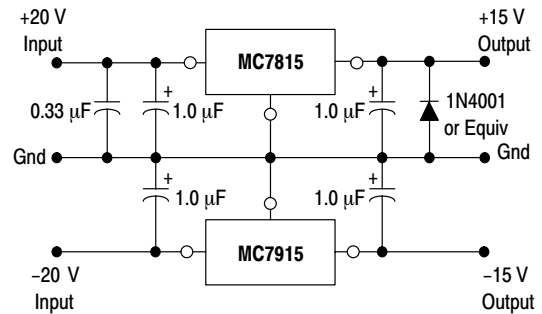 +20 V
Input
+15 V
Output
MC7815
0.33 µF
+
1.0 µF
1.0 µF
+
1N4001
or Equiv
Gnd
Gnd
+
1.0 µF
+
1.0 µF
MC7915
−20 V
Input
−15 V
Output